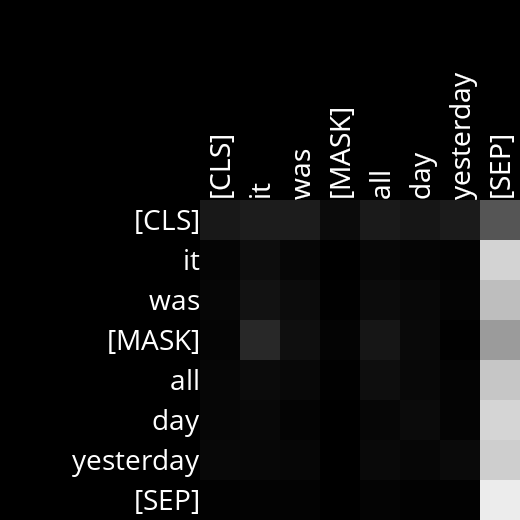 [CLS] it was [MASK] all day yesterday [SEP]
[CLS]
it
was
[MASK]
all
day
yesterday
[SEP]